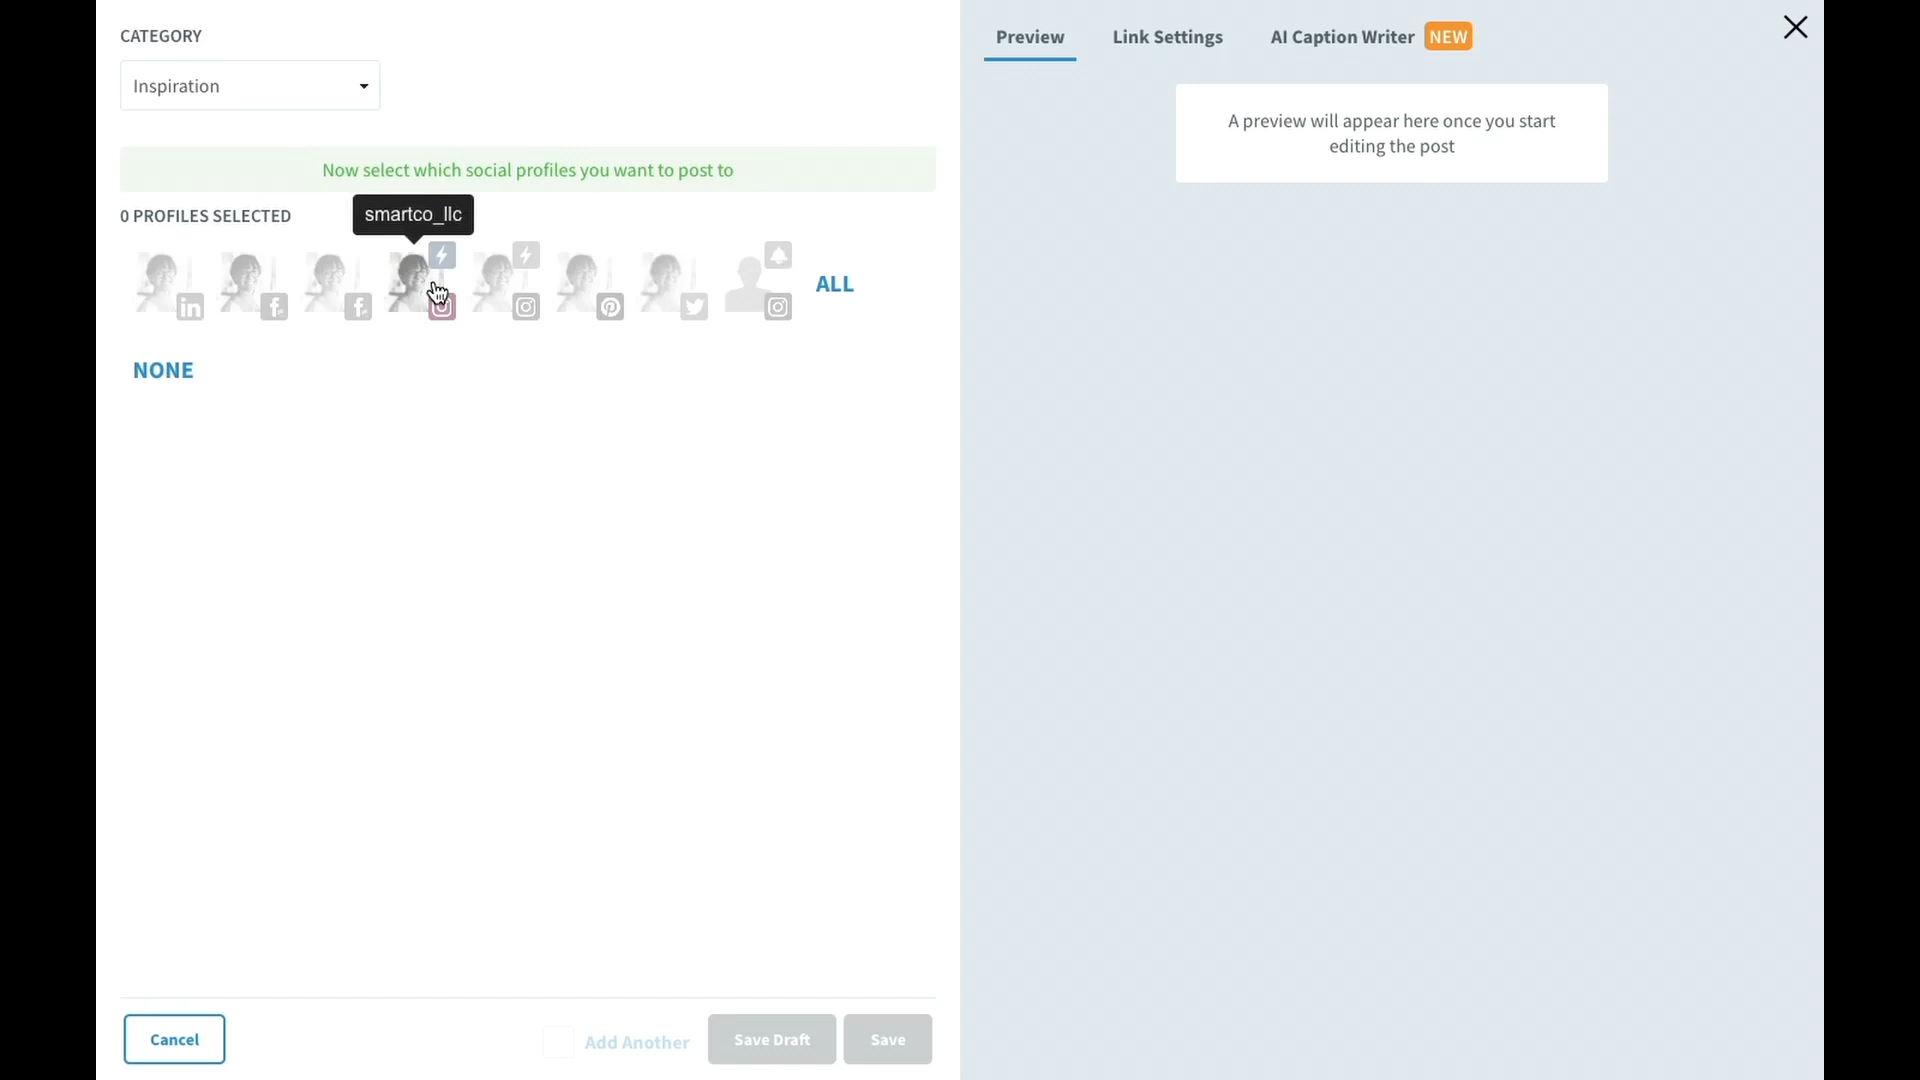 CATEGORY
Inspiration
Now select which social profiles you want to post to
0 PROFILES SELECTED
smartco_llc
ALL
NONE
Cancel
Add Another
Save Draft
Save
Preview
Link Settings
AI Caption Writer NEW
A preview will appear here once you start
editing the post